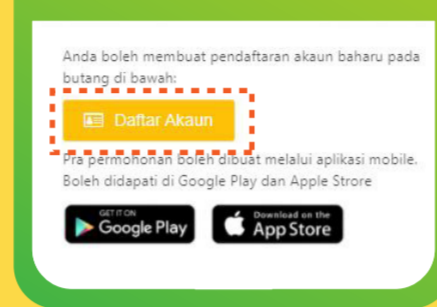 Anda boleh membuat pendaftaran akaun baharu pada
butang di bawah:
Daftar Akaun
Pra permohonan boleh dibuat melalui aplikasi mobile.
Boleh didapati di Google Play dan Apple Strore
GET IT ON
Google Play
Download on the
App Store